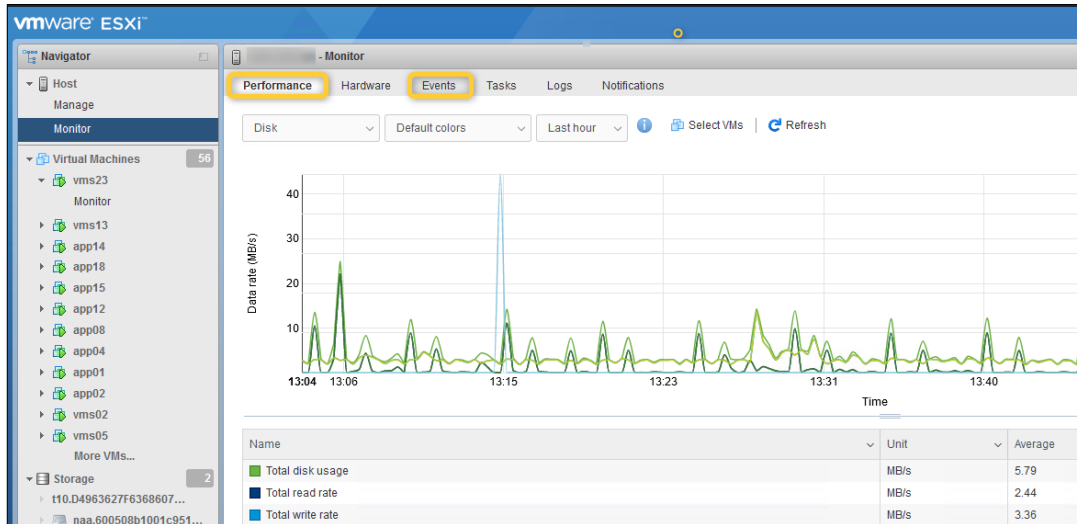 vmware ESXi™
Navigator
- Monitor
Host
Manage
Monitor
Virtual Machines 56
vms23
Monitor
vms13
app14
app18
app15
app12
app08
app04
app01
app02
vms02
vms05
More VMs...
Storage 2
t10.D4963627F6368607...
naa.600508b1001c951...
Performance Hardware Events Tasks Logs Notifications
Disk Default colors Last hour Select VMs Refresh
Data rate (MB/s)
40
30
20
10
13:04 13:06 13:15 13:23 13:31 13:40
Time
Name Unit Average
Total disk usage MB/s 5.79
Total read rate MB/s 2.44
Total write rate MB/s 3.36